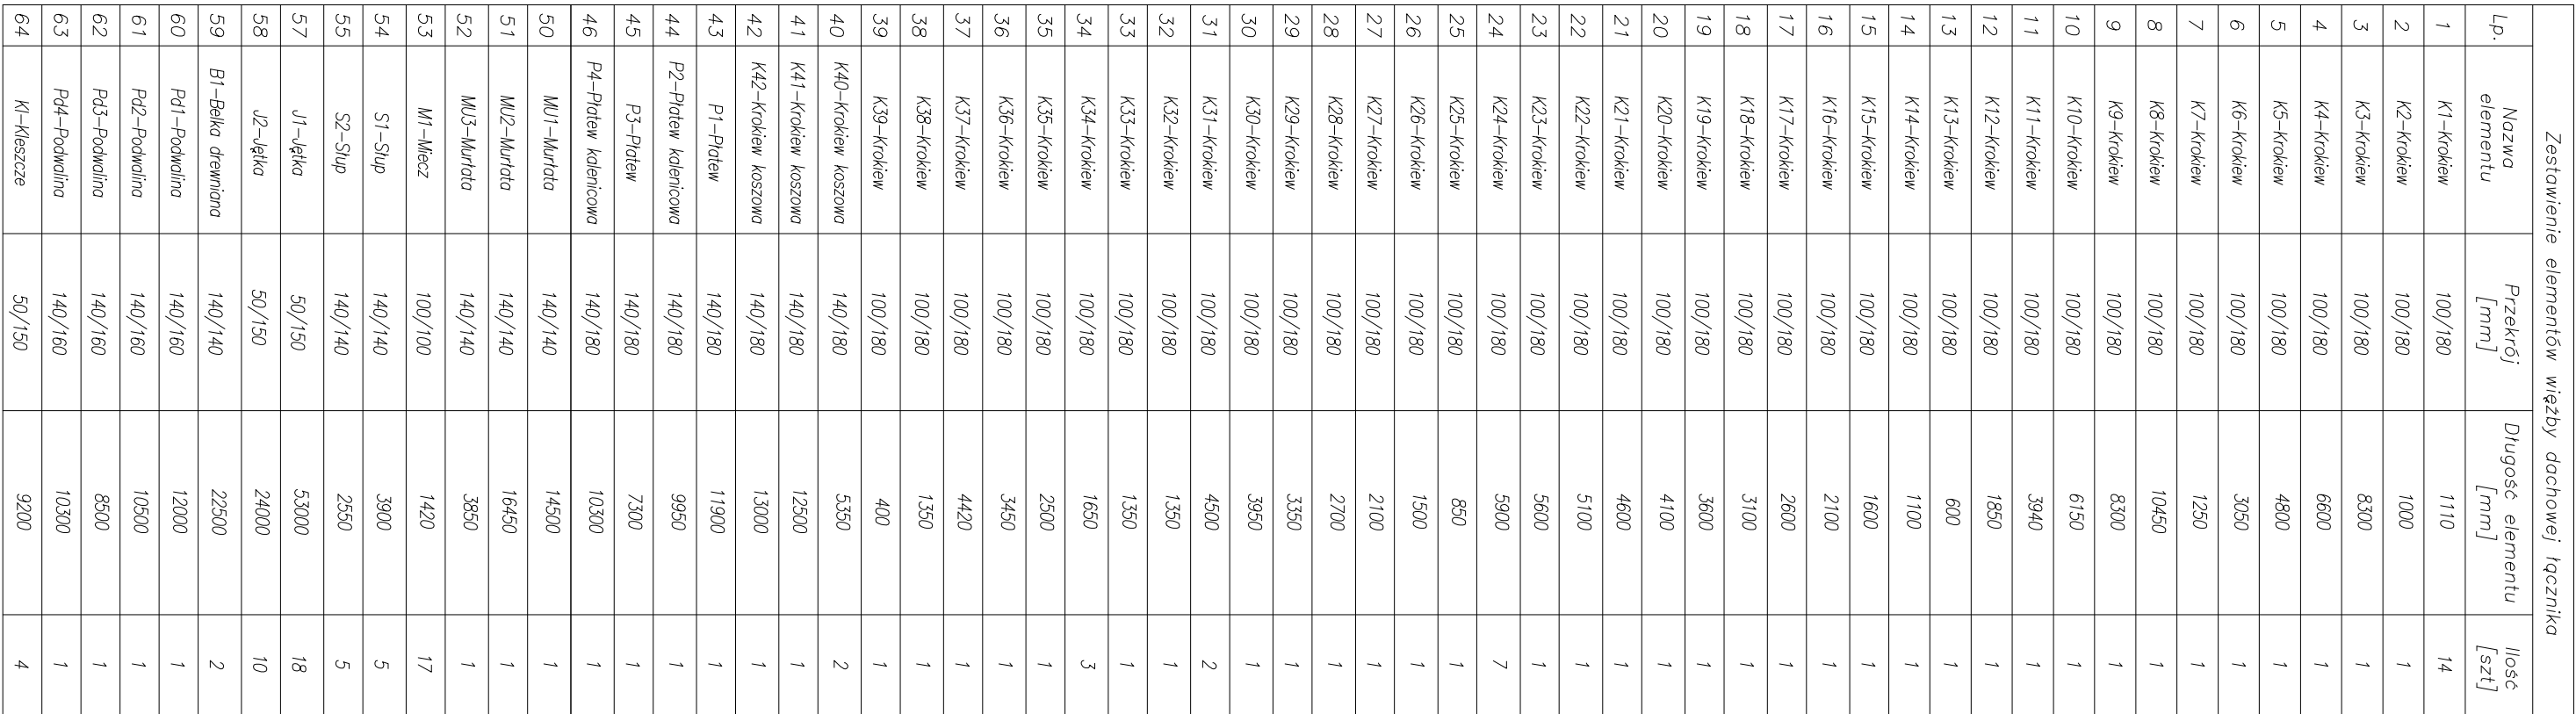 Zestawienie elementów więźby dachowej łącznika
Lp. Nazwa elementu Przekrój [mm] Długość elementu [mm] Ilość [szt]
1 K1-Krokiew 100/180 1110 14
2 K2-Krokiew 100/180 1000 1
3 K3-Krokiew 100/180 8300 1
4 K4-Krokiew 100/180 6600 1
5 K5-Krokiew 100/180 4800 1
6 K6-Krokiew 100/180 3050 1
7 K7-Krokiew 100/180 1250 1
8 K8-Krokiew 100/180 10450 1
9 K9-Krokiew 100/180 8300 1
10 K10-Krokiew 100/180 6150 1
11 K11-Krokiew 100/180 3940 1
12 K12-Krokiew 100/180 1850 1
13 K13-Krokiew 100/180 600 1
14 K14-Krokiew 100/180 1100 1
15 K15-Krokiew 100/180 1600 1
16 K16-Krokiew 100/180 2100 1
17 K17-Krokiew 100/180 2600 1
18 K18-Krokiew 100/180 3100 1
19 K19-Krokiew 100/180 3600 1
20 K20-Krokiew 100/180 4100 1
21 K21-Krokiew 100/180 4600 1
22 K22-Krokiew 100/180 5100 1
23 K23-Krokiew 100/180 5600 1
24 K24-Krokiew 100/180 5900 7
25 K25-Krokiew 100/180 850 1
26 K26-Krokiew 100/180 1500 1
27 K27-Krokiew 100/180 2100 1
28 K28-Krokiew 100/180 2700 1
29 K29-Krokiew 100/180 3350 1
30 K30-Krokiew 100/180 3950 1
31 K31-Krokiew 100/180 4500 2
32 K32-Krokiew 100/180 1350 1
33 K33-Krokiew 100/180 1350 1
34 K34-Krokiew 100/180 1650 3
35 K35-Krokiew 100/180 2500 1
36 K36-Krokiew 100/180 3450 1
37 K37-Krokiew 100/180 4420 1
38 K38-Krokiew 100/180 1350 1
39 K39-Krokiew 100/180 400 1
40 K40-Krokiew koszowa 140/180 5350 2
41 K41-Krokiew koszowa 140/180 12500 1
42 K42-Krokiew koszowa 140/180 13000 1
43 P1-Płatew 140/180 11900 1
44 P2-Płatew kalenicowa 140/180 9950 1
45 P3-Płatew 140/180 7300 1
46 P4-Płatew kalenicowa 140/180 10300 1
50 MU1-Murłata 140/140 14500 1
51 MU2-Murłata 140/140 16450 1
52 MU3-Murłata 140/140 3850 1
53 M1-Miecz 100/100 1420 17
54 S1-Słup 140/140 3900 5
55 S2-Słup 140/140 2550 5
57 J1-Jętka 50/150 53000 18
58 J2-Jętka 50/150 24000 10
59 B1-Belka drewniana 140/140 22500 2
60 Pd1-Podwalina 140/160 12000 1
61 Pd2-Podwalina 140/160 10500 1
62 Pd3-Podwalina 140/160 8500 1
63 Pd4-Podwalina 140/160 10300 1
64 Kl-Kleszcze 50/150 9200 4